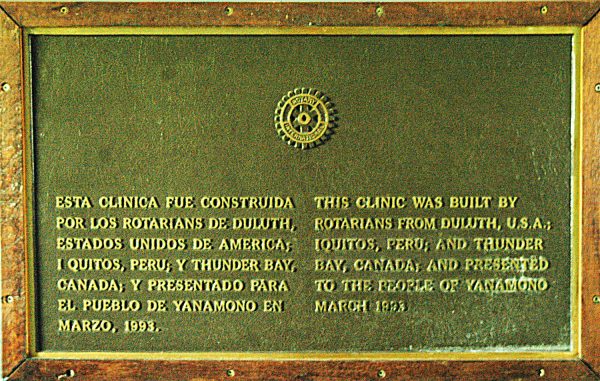 ROTARY
INTERNATIONAL
ESTA CLINICA FUE CONSTRUIDA
POR LOS ROTARIANS DE DULUTH,
ESTADOS UNIDOS DE AMERICA;
I QUITOS, PERU; Y THUNDER BAY,
CANADA; Y PRESENTADO PARA
EL PUEBLO DE YANAMONO EN
MARZO, 1993.
THIS CLINIC WAS BUILT BY
ROTARIANS FROM DULUTH, U.S.A.;
IQUITOS, PERU; AND THUNDER
BAY, CANADA; AND PRESENTED
TO THE PEOPLE OF YANAMONO
MARCH 1993